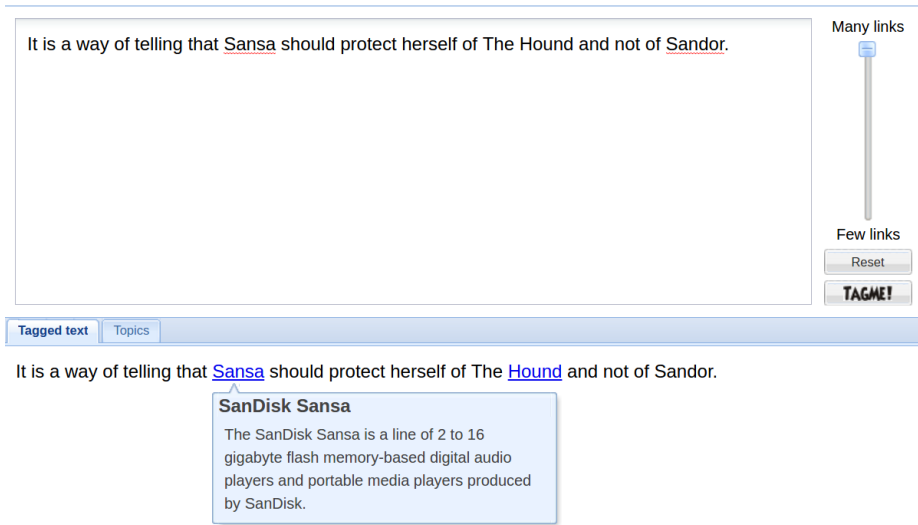 It is a way of telling that Sansa should protect herself of The Hound and not of Sandor.
Many links
Few links
Reset
TAGME!
Tagged text
Topics
It is a way of telling that Sansa should protect herself of The Hound and not of Sandor.
SanDisk Sansa
The SanDisk Sansa is a line of 2 to 16
gigabyte flash memory-based digital audio
players and portable media players produced
by SanDisk.